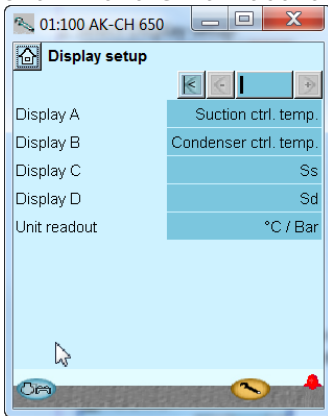 01:100 AK-CH 650
Display setup
Display A Suction ctrl. temp.
Display B Condenser ctrl. temp.
Display C Ss
Display D Sd
Unit readout °C / Bar